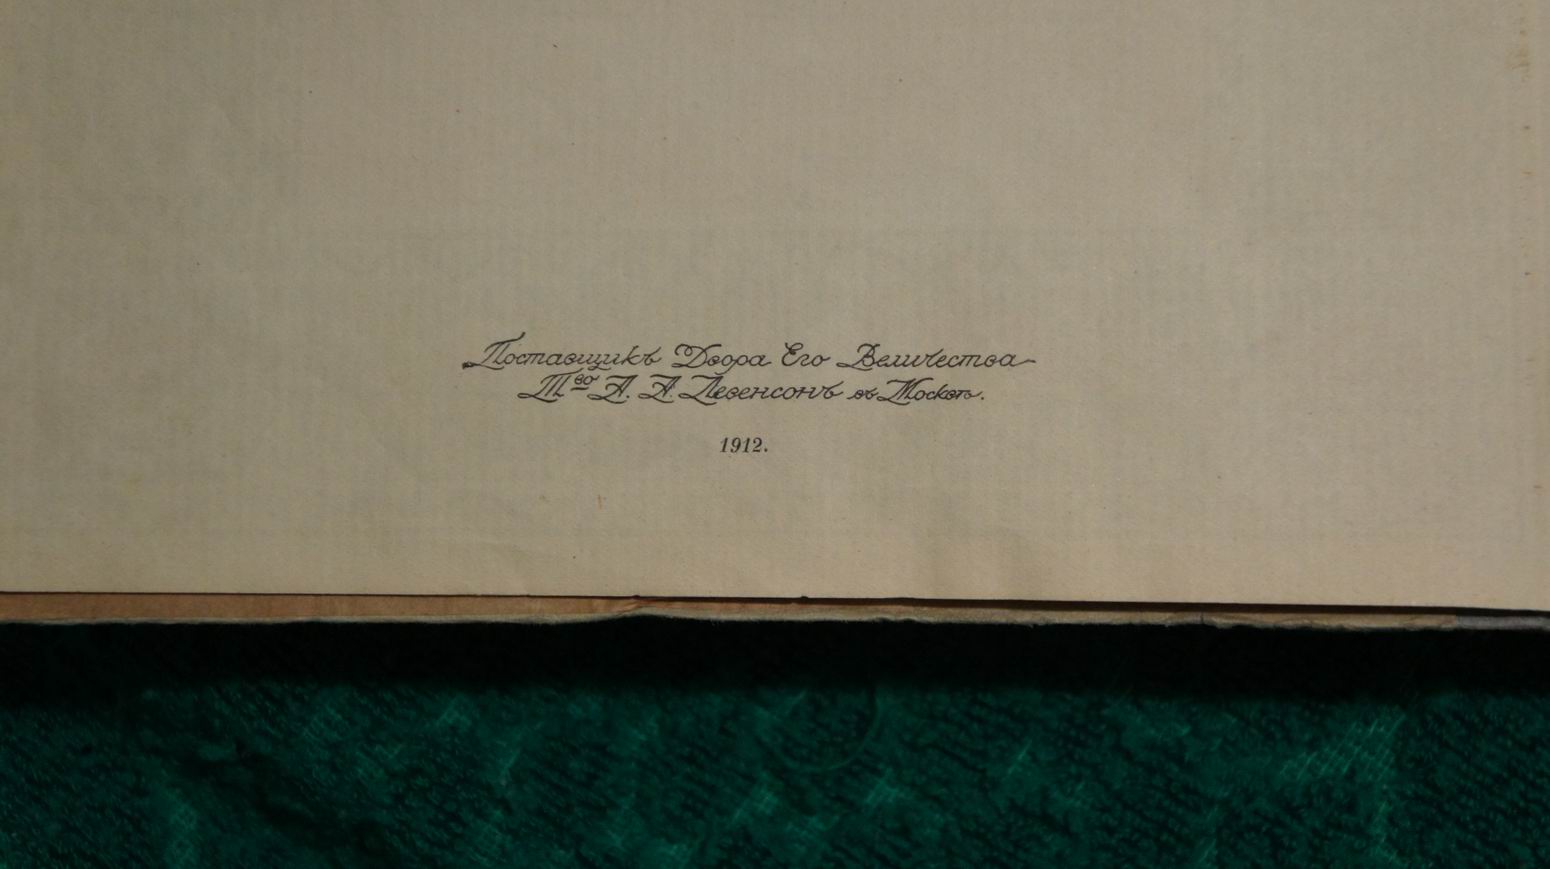 Поставщикъ Двора Его Величества
Т‑во А. А. Левенсонъ въ Москвѣ.
1912.